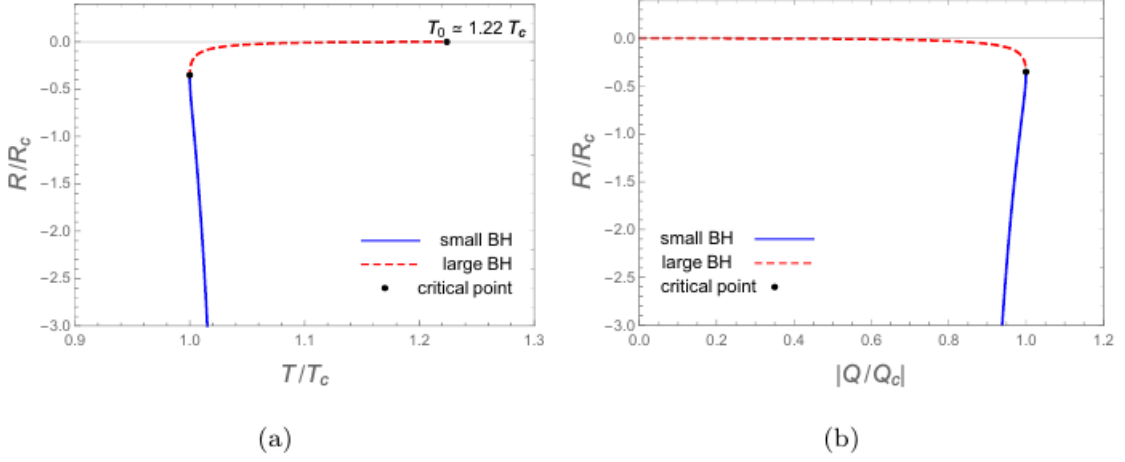 T₀ ≃ 1.22 T_c
0.0
−0.5
−1.0
−1.5
−2.0
−2.5
−3.0
R/R_c
small BH
large BH
critical point
0.9 1.0 1.1 1.2 1.3
T/T_c
(a)
0.0
−0.5
−1.0
−1.5
−2.0
−2.5
−3.0
R/R_c
small BH
large BH
critical point
0.0 0.2 0.4 0.6 0.8 1.0 1.2
|Q/Q_c|
(b)